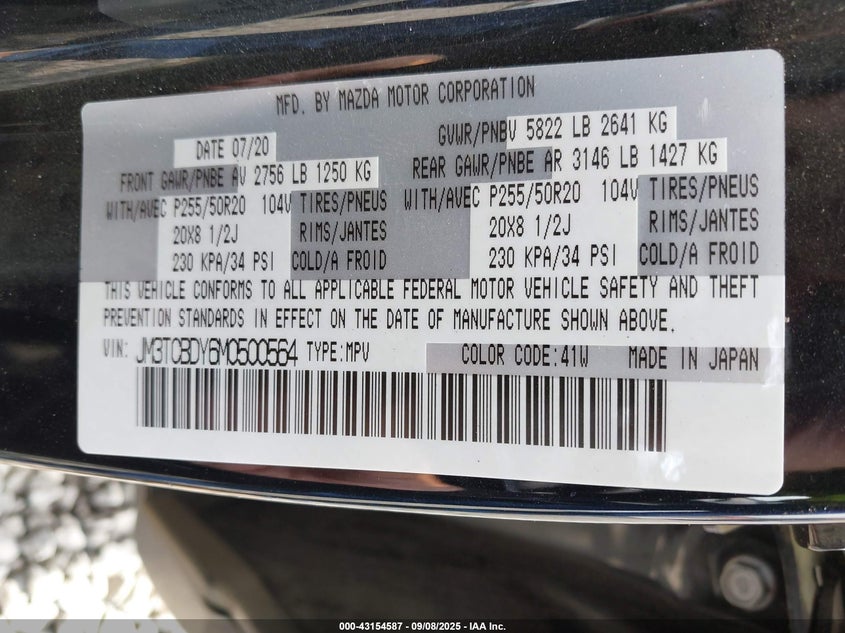 MFD. BY MAZDA MOTOR CORPORATION
DATE 07/20
GVWR/PNBV 5822 LB 2641 KG
FRONT GAWR/PNBE AV 2756 LB 1250 KG
REAR GAWR/PNBE AR 3146 LB 1427 KG
WITH/AVEC P255/50R20 104V TIRES/PNEUS
WITH/AVEC P255/50R20 104V TIRES/PNEUS
20X8 1/2J RIMS/JANTES
20X8 1/2J RIMS/JANTES
230 KPA/34 PSI COLD/A FROID
230 KPA/34 PSI COLD/A FROID
THIS VEHICLE CONFORMS TO ALL APPLICABLE FEDERAL MOTOR VEHICLE SAFETY AND THEFT
PREVENTION STANDARDS IN EFFECT ON THE DATE OF MANUFACTURE SHOWN ABOVE.
VIN: JM3TCBDY6M0500564 TYPE:MPV COLOR CODE:41W MADE IN JAPAN
000-43154587 - 09/08/2025 - IAA Inc.